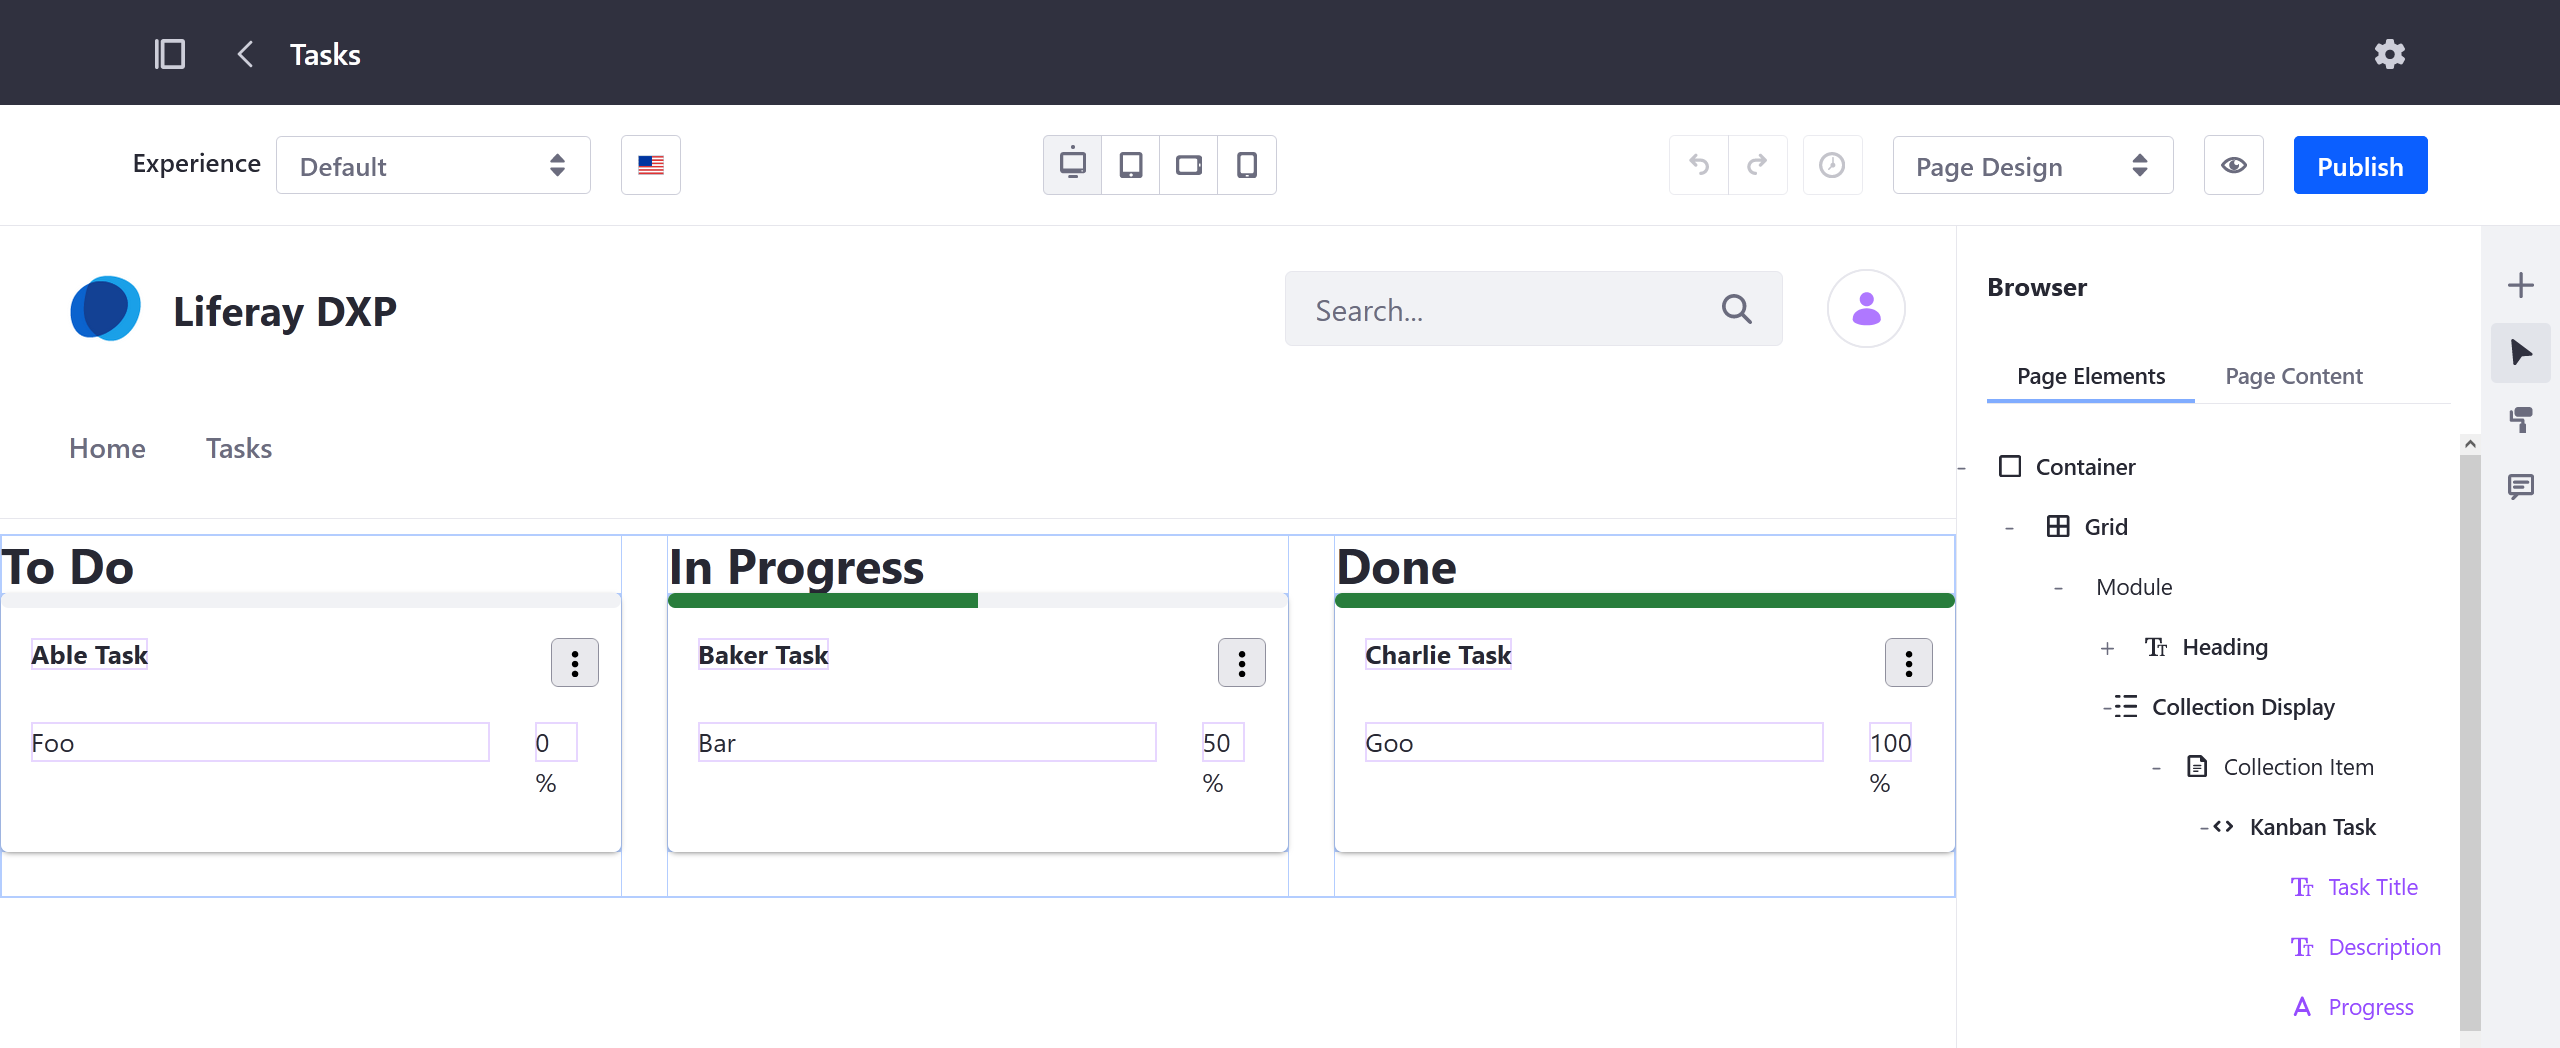 Tasks
Experience
Default
Page Design
Publish
Liferay DXP
Search...
Home
Tasks
To Do
In Progress
Done
Able Task
Foo
0
%
Baker Task
Bar
50
%
Charlie Task
Goo
100
%
Browser
Page Elements
Page Content
Container
Grid
Module
Heading
Collection Display
Collection Item
Kanban Task
Task Title
Description
Progress